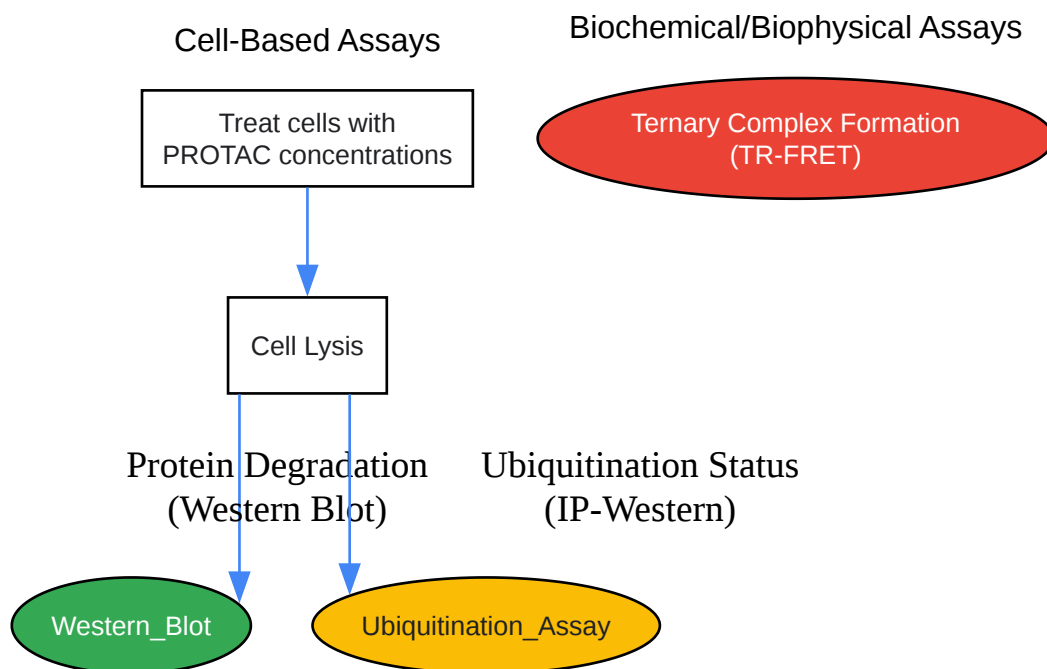 Cell-Based Assays
Biochemical/Biophysical Assays
Treat cells with
PROTAC concentrations
Ternary Complex Formation
(TR-FRET)
Cell Lysis
Protein Degradation
(Western Blot)
Ubiquitination Status
(IP-Western)
Western_Blot
Ubiquitination_Assay